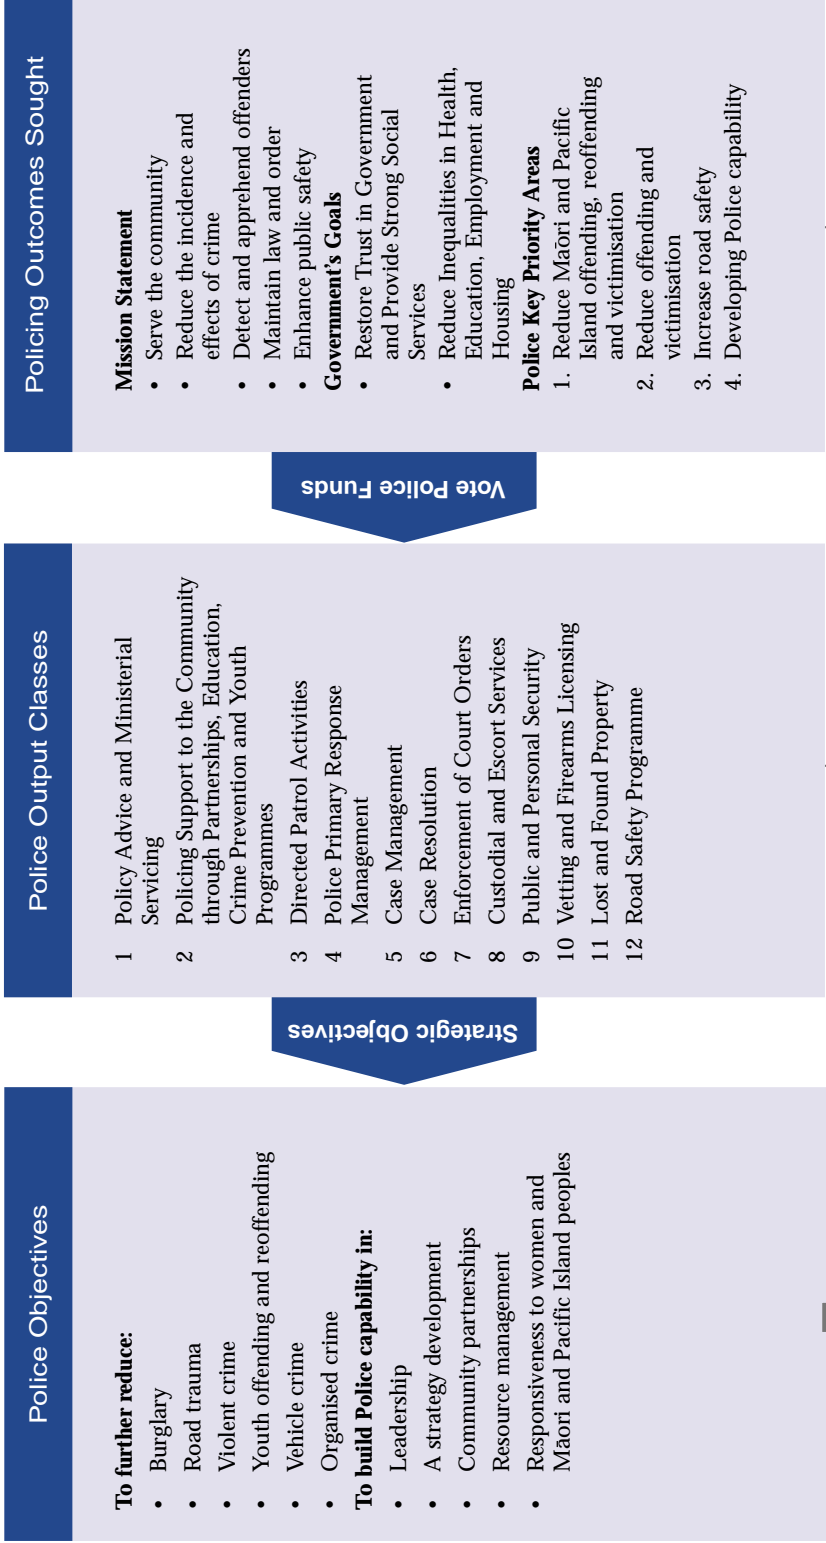 Police Objectives
To further reduce:
• Burglary
• Road trauma
• Violent crime
• Youth offending and reoffending
• Vehicle crime
• Organised crime
To build Police capability in:
• Leadership
• A strategy development
• Community partnerships
• Resource management
• Responsiveness to women and
Māori and Pacific Island peoples
Strategic Objectives
Police Output Classes
1 Policy Advice and Ministerial
Servicing
2 Policing Support to the Community
through Partnerships, Education,
Crime Prevention and Youth
Programmes
3 Directed Patrol Activities
4 Police Primary Response
Management
5 Case Management
6 Case Resolution
7 Enforcement of Court Orders
8 Custodial and Escort Services
9 Public and Personal Security
10 Vetting and Firearms Licensing
11 Lost and Found Property
12 Road Safety Programme
Vote Police Funds
Policing Outcomes Sought
Mission Statement
• Serve the community
• Reduce the incidence and
effects of crime
• Detect and apprehend offenders
• Maintain law and order
• Enhance public safety
Government's Goals
• Restore Trust in Government
and Provide Strong Social
Services
• Reduce Inequalities in Health,
Education, Employment and
Housing
Police Key Priority Areas
1. Reduce Māori and Pacific
Island offending, reoffending
and victimisation
2. Reduce offending and
victimisation
3. Increase road safety
4. Developing Police capability